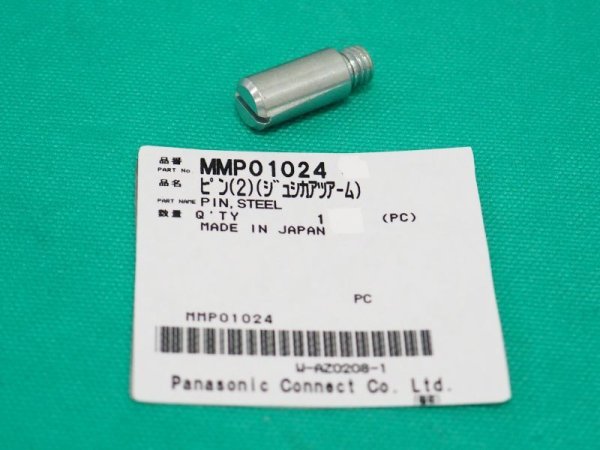 品番
PART No. MMP01024
品名 ピン(2)(ジュシカアツアーム)
PART NAME PIN,STEEL
数量 Q'TY 1 (PC)
MADE IN JAPAN
PC
MMP01024
W-AZ0208-1
Panasonic Connect Co. Ltd.